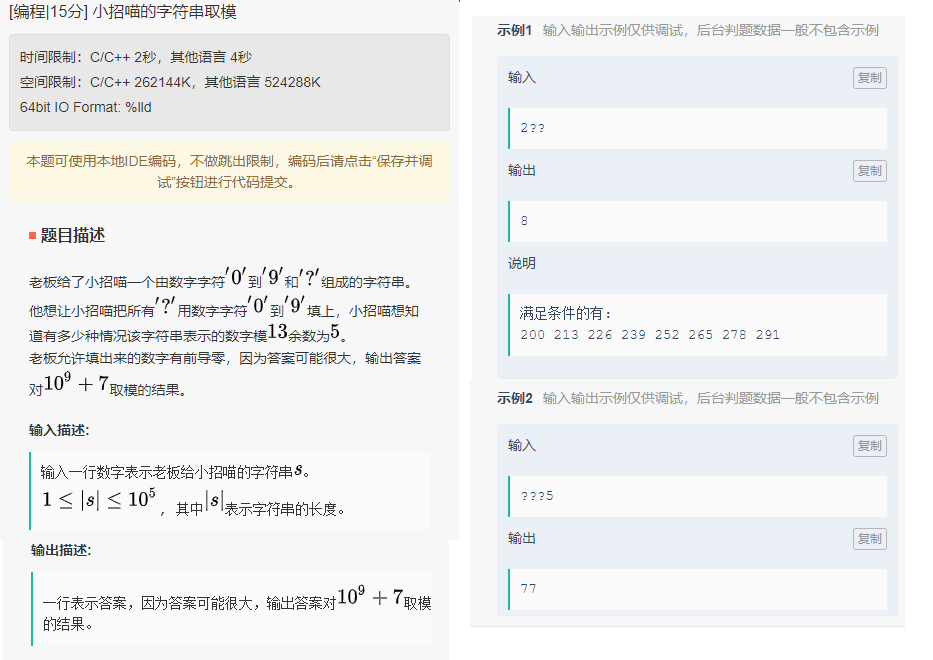 [编程|15分] 小招喵的字符串取模
时间限制：C/C++ 2秒，其他语言 4秒
空间限制：C/C++ 262144K，其他语言 524288K
64bit IO Format: %lld
本题可使用本地IDE编码，不做跳出限制，编码后请点击“保存并调
试”按钮进行代码提交。
题目描述
老板给了小招喵一个由数字字符'0'到'9'和'?'组成的字符串。
他想让小招喵把所有'?'用数字字符'0'到'9'填上，小招喵想知
道有多少种情况该字符串表示的数字模13余数为5。
老板允许填出来的数字有前导零，因为答案可能很大，输出答案
对10⁹ + 7取模的结果。
输入描述:
输入一行数字表示老板给小招喵的字符串s。
1 ≤ |s| ≤ 10⁵，其中|s|表示字符串的长度。
输出描述:
一行表示答案，因为答案可能很大，输出答案对10⁹ + 7取模
的结果。
示例1 输入输出示例仅供调试，后台判题数据一般不包含示例
输入 复制
2??
输出 复制
8
说明
满足条件的有：
200 213 226 239 252 265 278 291
示例2 输入输出示例仅供调试，后台判题数据一般不包含示例
输入 复制
???5
输出 复制
77